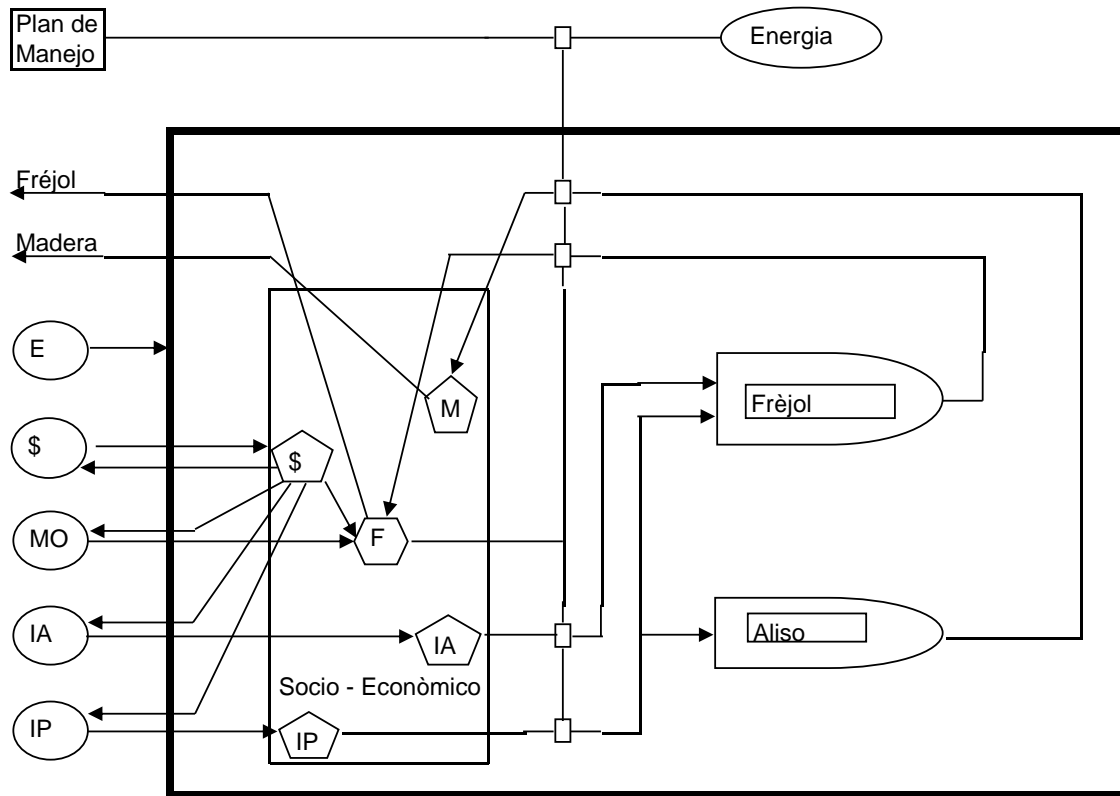 Plan de
Manejo
Energia
Fréjol
Madera
E
M
Frèjol
$
$
MO
F
IA
IA
Aliso
Socio - Econòmico
IP
IP